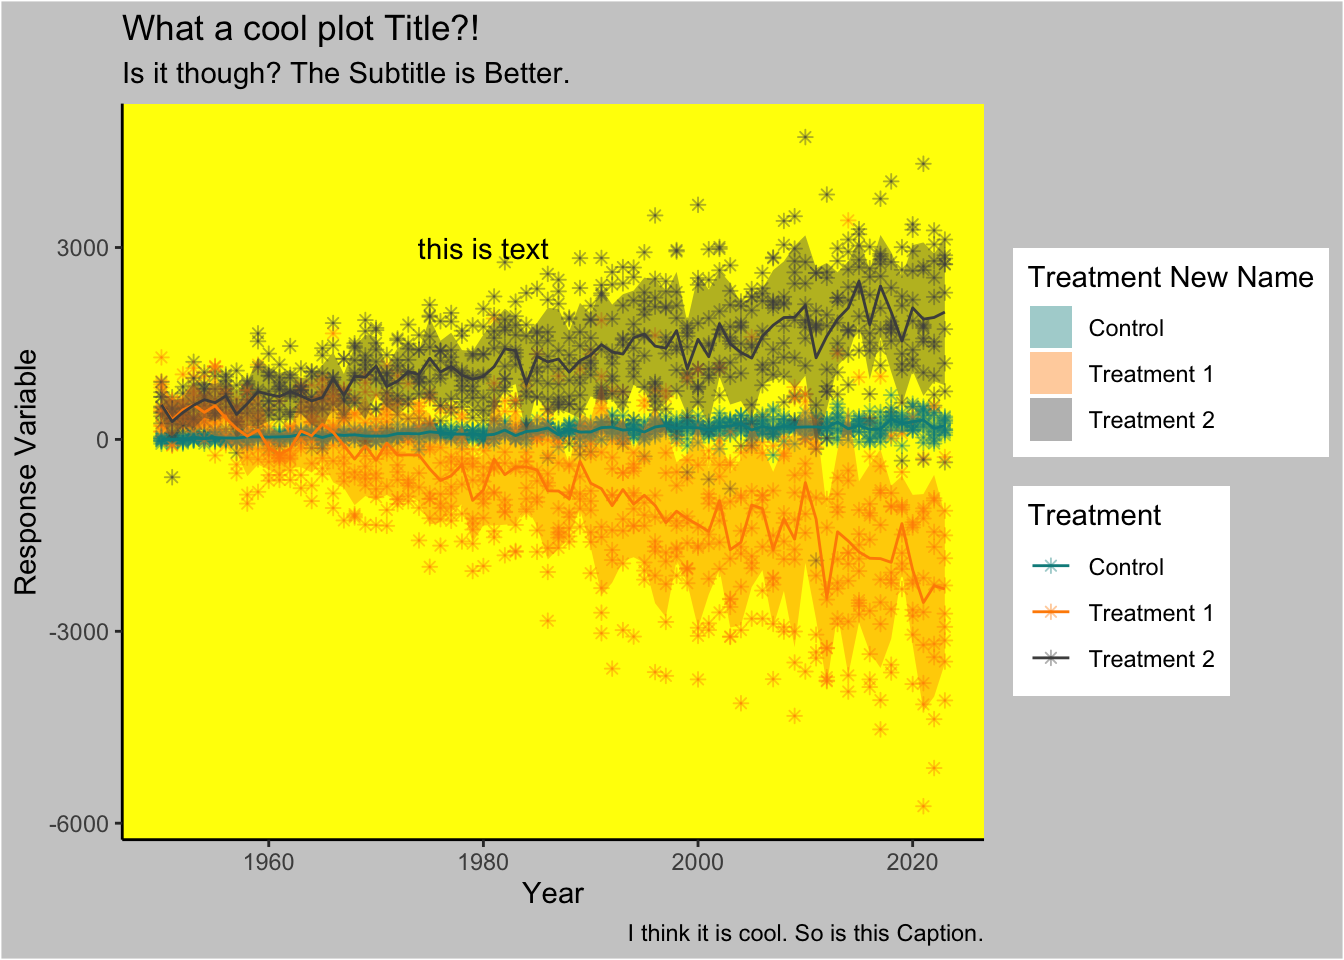 What a cool plot Title?!
Is it though? The Subtitle is Better.
this is text
3000
0
-3000
-6000
Response Variable
1960
1980
2000
2020
Year
I think it is cool. So is this Caption.
Treatment New Name
Control
Treatment 1
Treatment 2
Treatment
Control
Treatment 1
Treatment 2